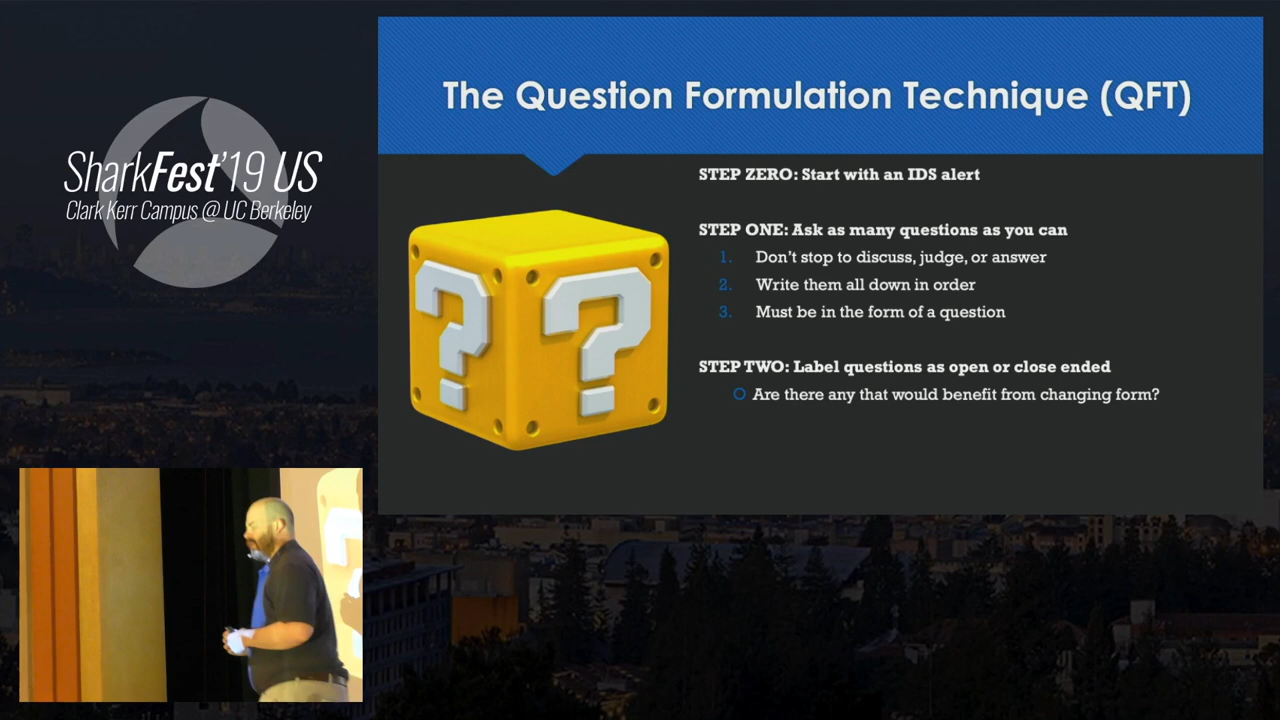 SharkFest'19 US
Clark Kerr Campus @ UC Berkeley
The Question Formulation Technique (QFT)
STEP ZERO: Start with an IDS alert
STEP ONE: Ask as many questions as you can
1. Don't stop to discuss, judge, or answer
2. Write them all down in order
3. Must be in the form of a question
STEP TWO: Label questions as open or close ended
Are there any that would benefit from changing form?
? ?